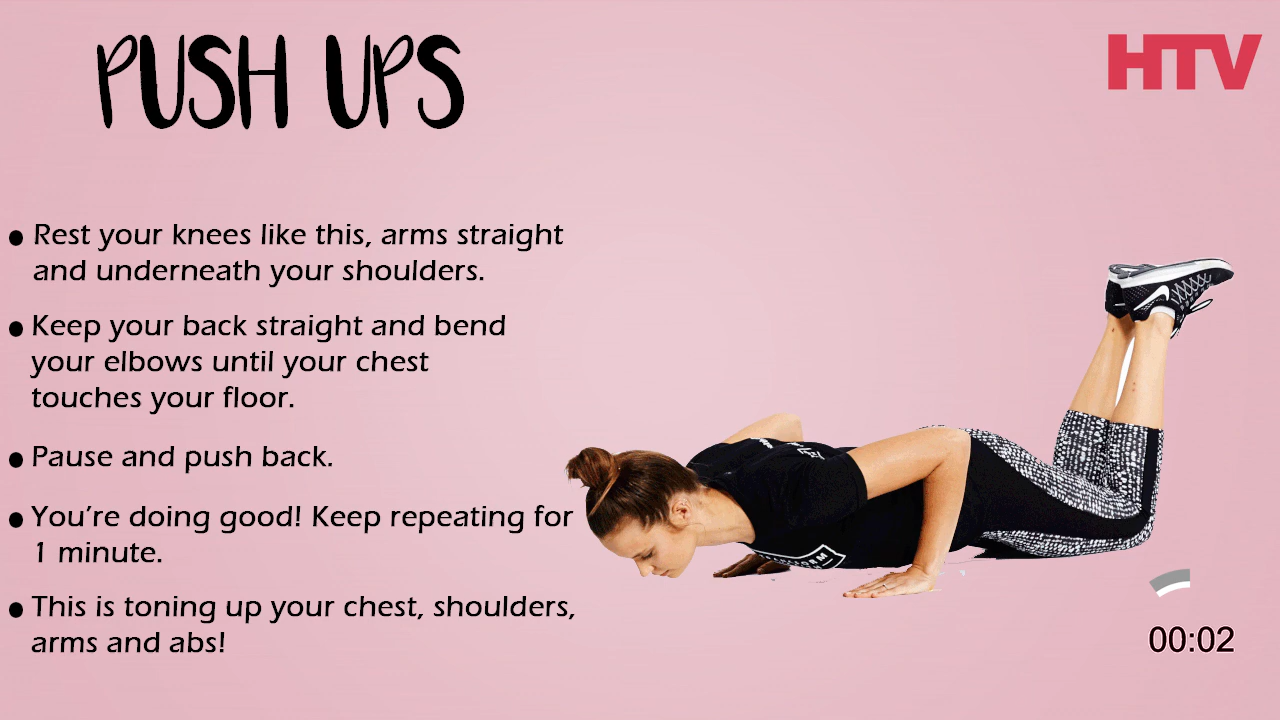 PUSH UPS
HTV
• Rest your knees like this, arms straight
and underneath your shoulders.
• Keep your back straight and bend
your elbows until your chest
touches your floor.
• Pause and push back.
• You're doing good! Keep repeating for
1 minute.
• This is toning up your chest, shoulders,
arms and abs!
00:02